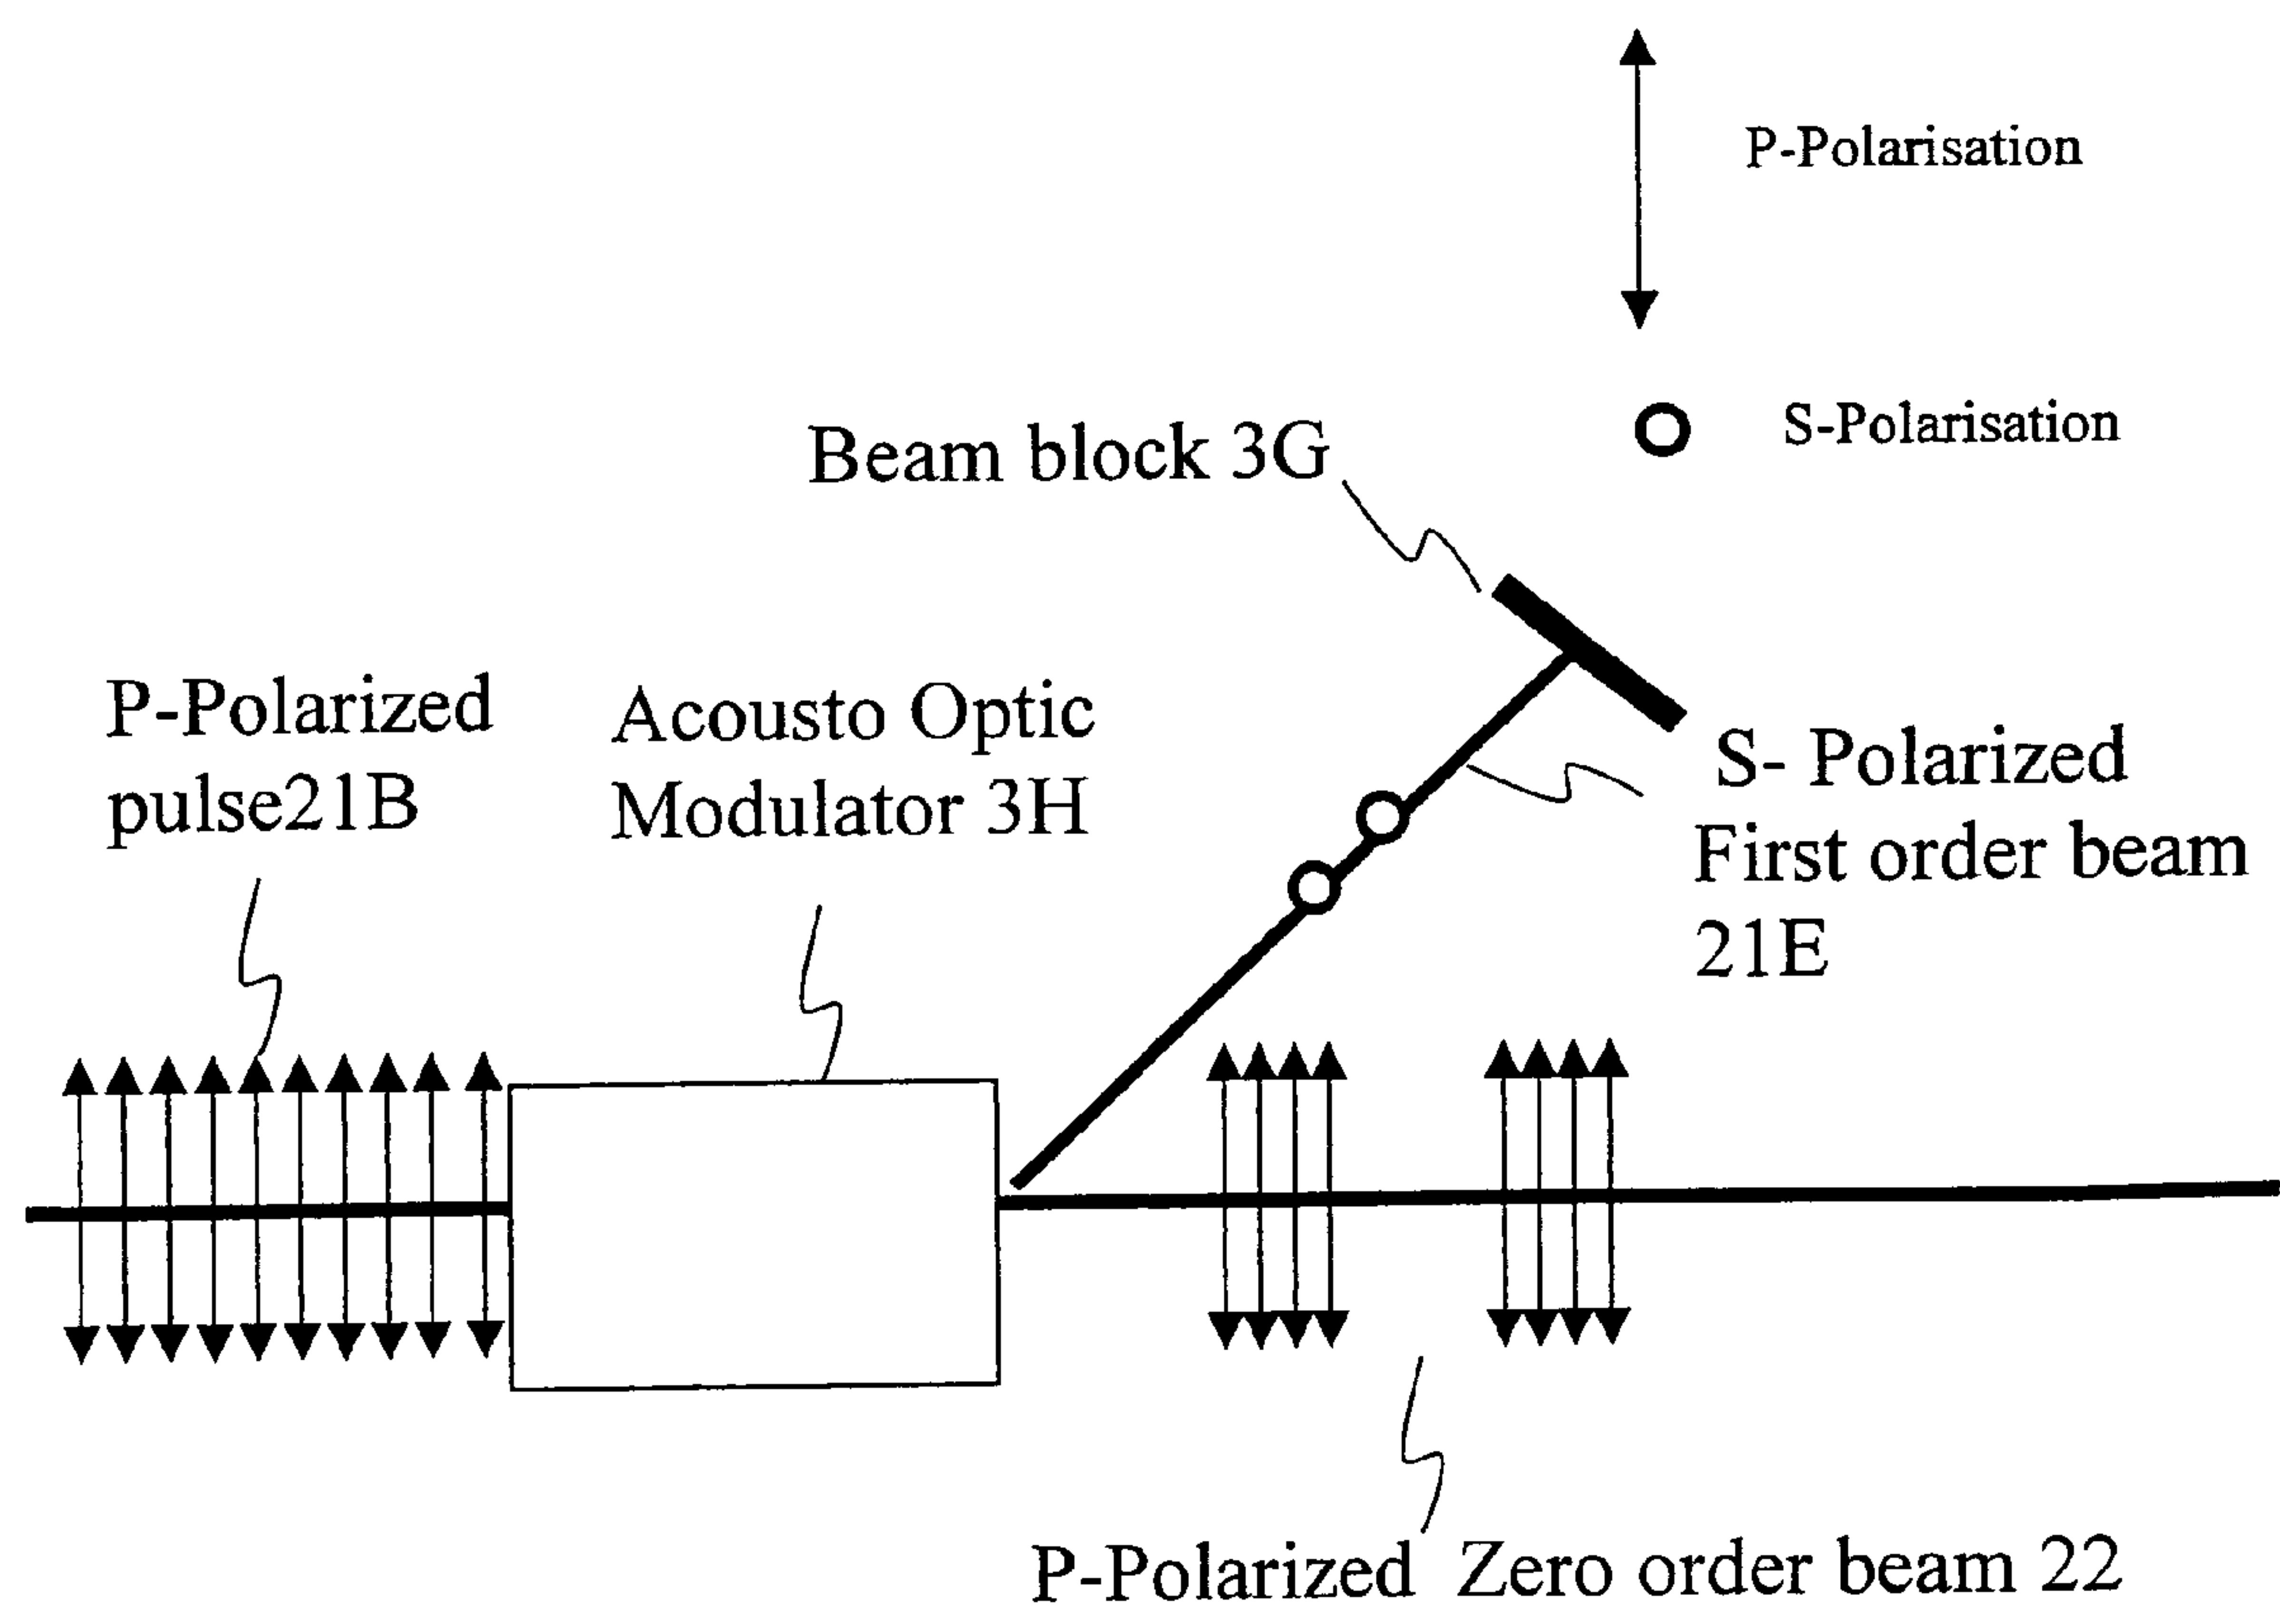 P-Polarisation
S-Polarisation
Beam block 3G
P-Polarized
pulse21B
Acousto Optic
Modulator 3H
S- Polarized
First order beam
21E
P-Polarized Zero order beam 22